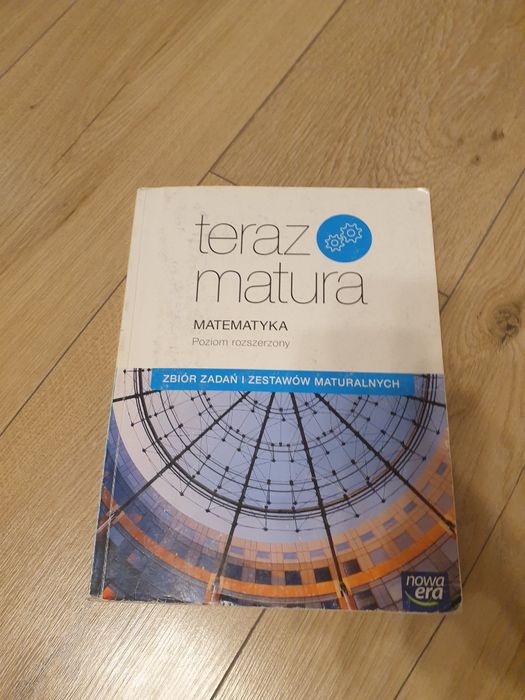 teraz
matura
MATEMATYKA
Poziom rozszerzony
ZBIÓR ZADAŃ I ZESTAWÓW MATURALNYCH
nowa
era